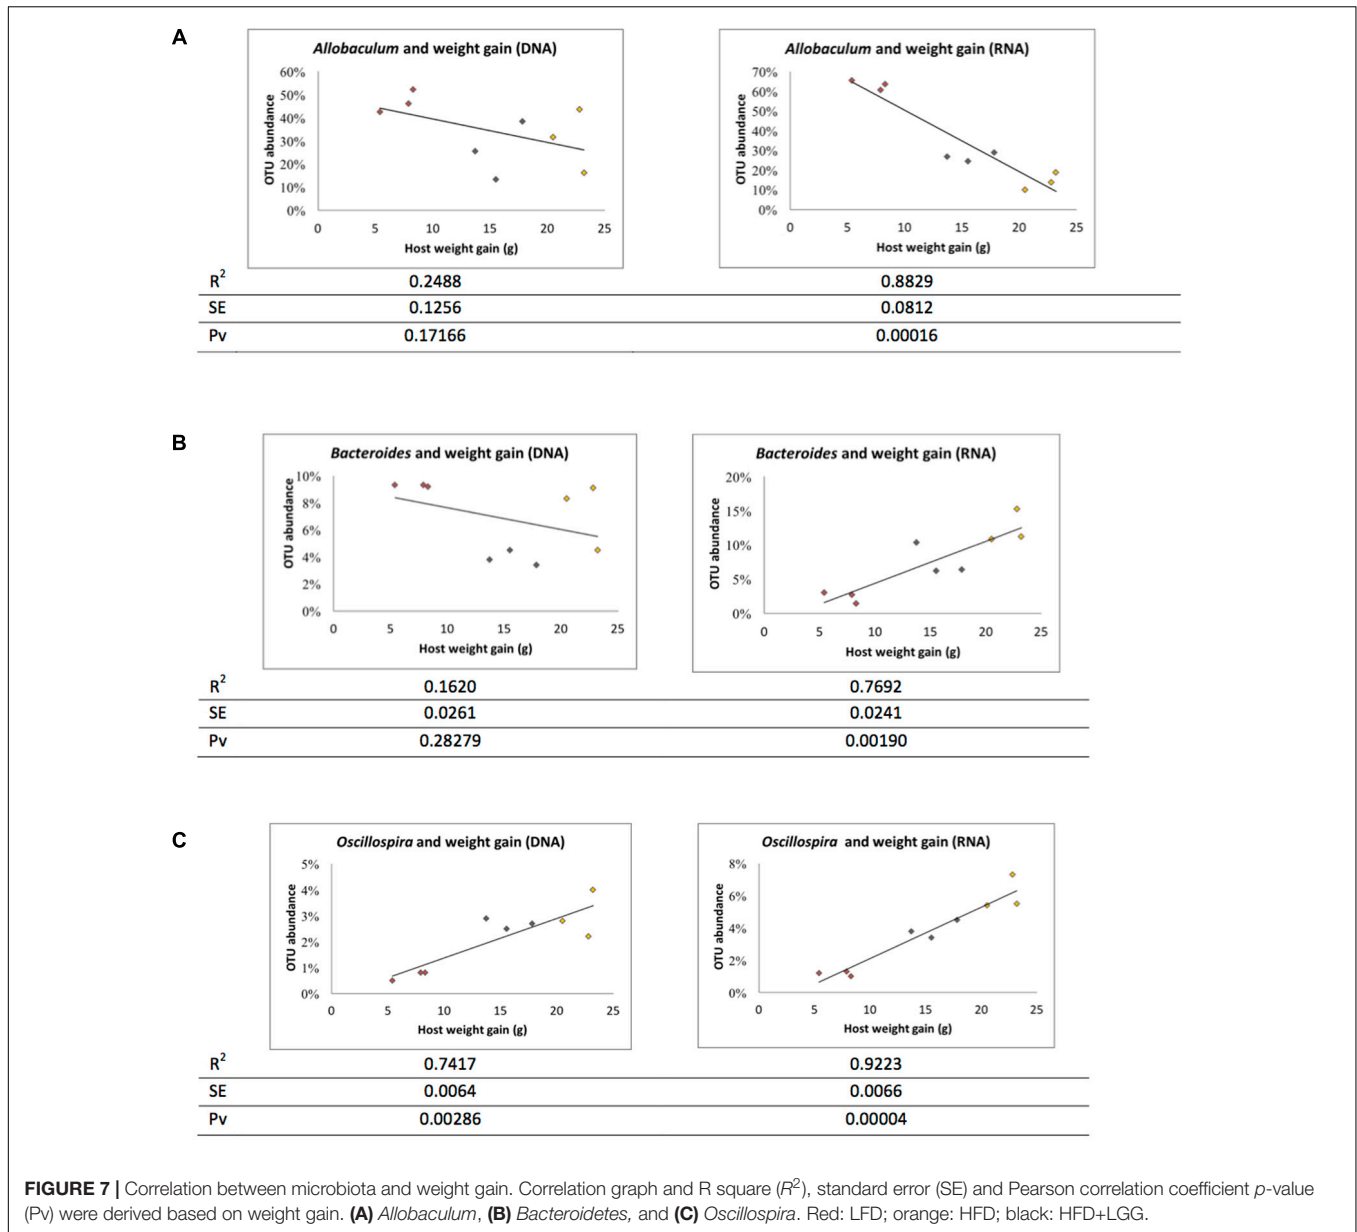 A
Allobaculum and weight gain (DNA)
60%
50%
40%
30%
20%
10%
0%
OTU abundance
0 5 10 15 20 25
Host weight gain (g)
Allobaculum and weight gain (RNA)
70%
60%
50%
40%
30%
20%
10%
0%
OTU abundance
0 5 10 15 20 25
Host weight gain (g)
R² 0.2488 0.8829
SE 0.1256 0.0812
Pv 0.17166 0.00016
B
Bacteroides and weight gain (DNA)
10%
8%
6%
4%
2%
0%
OTU abundance
0 5 10 15 20 25
Host weight gain (g)
Bacteroides and weight gain (RNA)
20%
15%
10%
5%
0%
OTU abundance
0 5 10 15 20 25
Host weight gain (g)
R² 0.1620 0.7692
SE 0.0261 0.0241
Pv 0.28279 0.00190
C
Oscillospira and weight gain (DNA)
5%
4%
3%
2%
1%
0%
OTU abundance
0 5 10 15 20 25
Host weight gain (g)
Oscillospira and weight gain (RNA)
8%
6%
4%
2%
0%
OTU abundance
0 5 10 15 20 25
Host weight gain (g)
R² 0.7417 0.9223
SE 0.0064 0.0066
Pv 0.00286 0.00004
FIGURE 7 | Correlation between microbiota and weight gain. Correlation graph and R square (R²), standard error (SE) and Pearson correlation coefficient p-value
(Pv) were derived based on weight gain. (A) Allobaculum, (B) Bacteroidetes, and (C) Oscillospira. Red: LFD; orange: HFD; black: HFD+LGG.